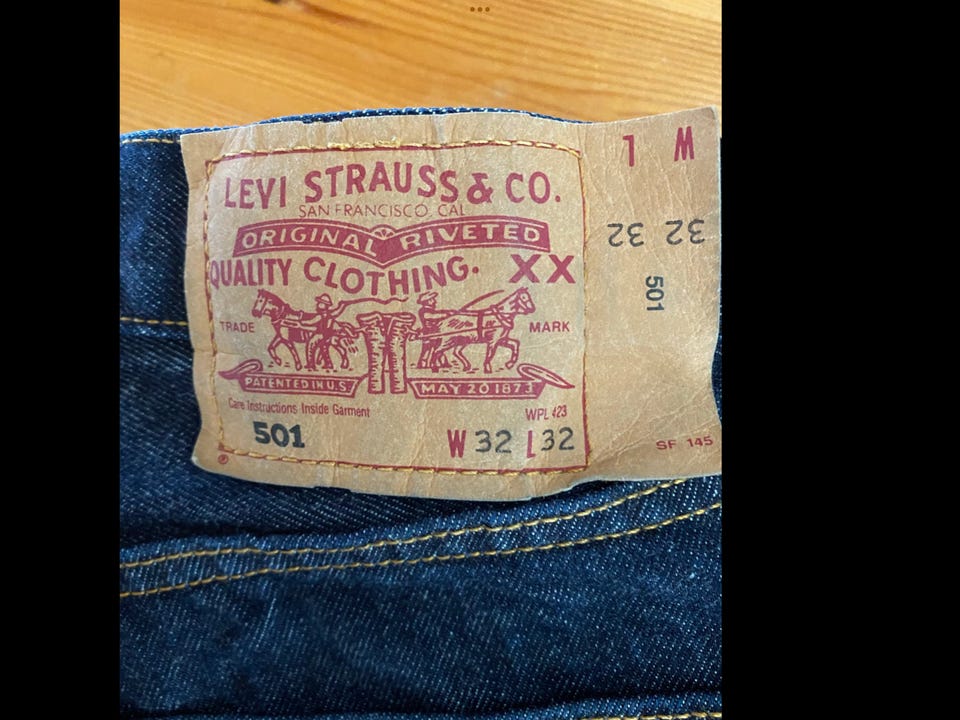 LEVI STRAUSS & CO.
SAN FRANCISCO CAL
ORIGINAL RIVETED
QUALITY CLOTHING. XX
TRADE MARK
PATENTED IN U.S. MAY 20 1873
Care Instructions Inside Garment
WPL 423
501
W 32 L 32
®
W L
32 32
501
SF 145